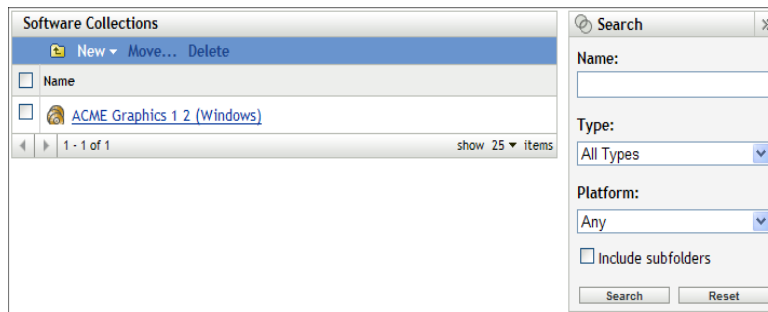 Software Collections
New Move... Delete
Name
ACME Graphics 1 2 (Windows)
1 - 1 of 1 show 25 items
Search
Name:
Type:
All Types
Platform:
Any
Include subfolders
Search Reset